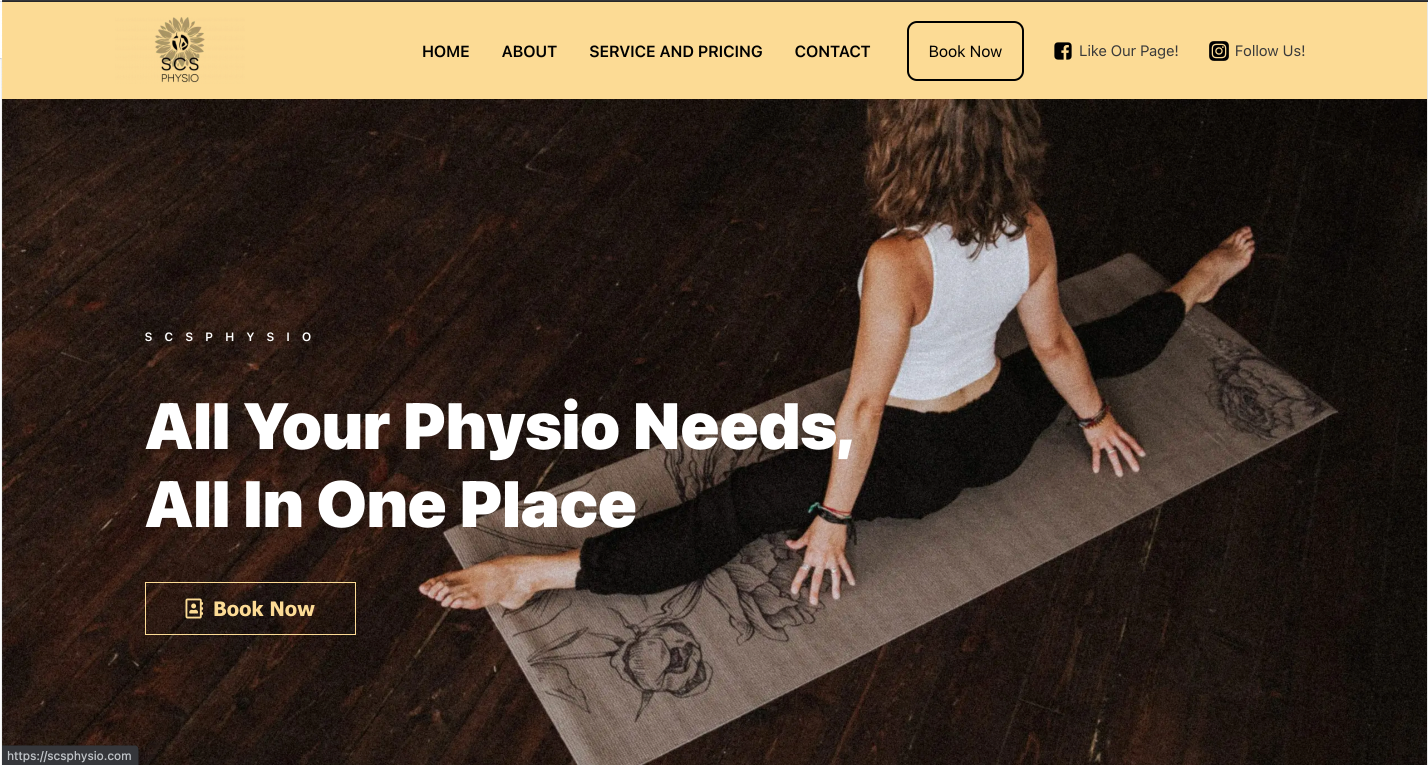 SCS
PHYSIO
HOME ABOUT SERVICE AND PRICING CONTACT Book Now Like Our Page! Follow Us!
SCSPHYSIO
All Your Physio Needs,
All In One Place
Book Now
https://scsphysio.com